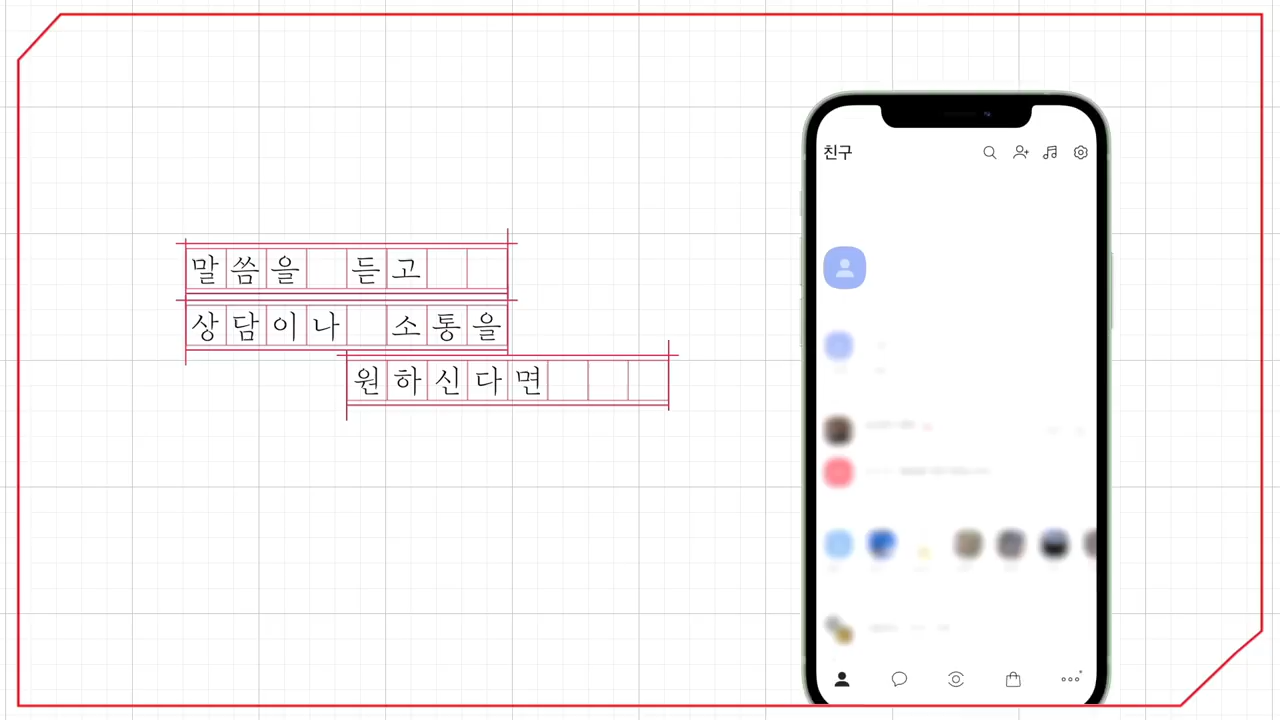 말씀을 듣고
상담이나 소통을
원하신다면
친구